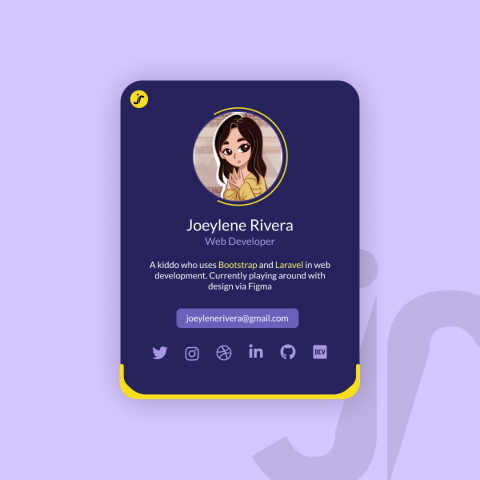 Joeylene Rivera
Web Developer
A kiddo who uses Bootstrap and Laravel in web
development. Currently playing around with
design via Figma
joeylenerivera@gmail.com
in
DEV